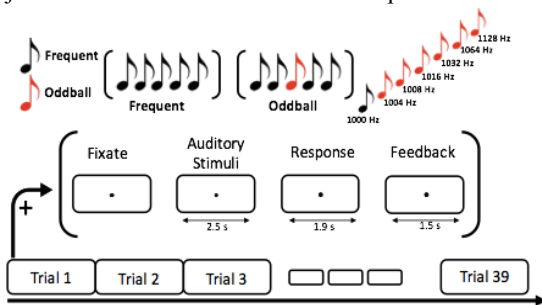 Frequent
Oddball
Frequent
Oddball
1000 Hz
1004 Hz
1008 Hz
1016 Hz
1032 Hz
1064 Hz
1128 Hz
Fixate
Auditory
Stimuli
Response
Feedback
2.5 s
1.9 s
1.5 s
+
Trial 1
Trial 2
Trial 3
Trial 39